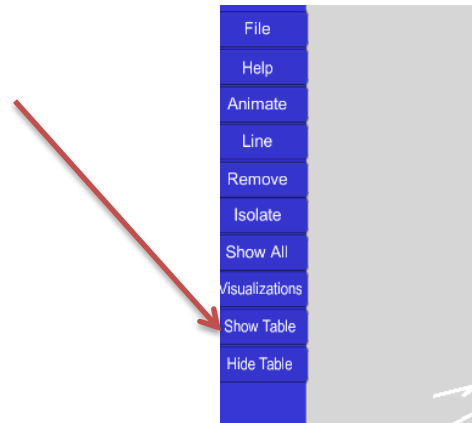 File
Help
Animate
Line
Remove
Isolate
Show All
Visualizations
Show Table
Hide Table